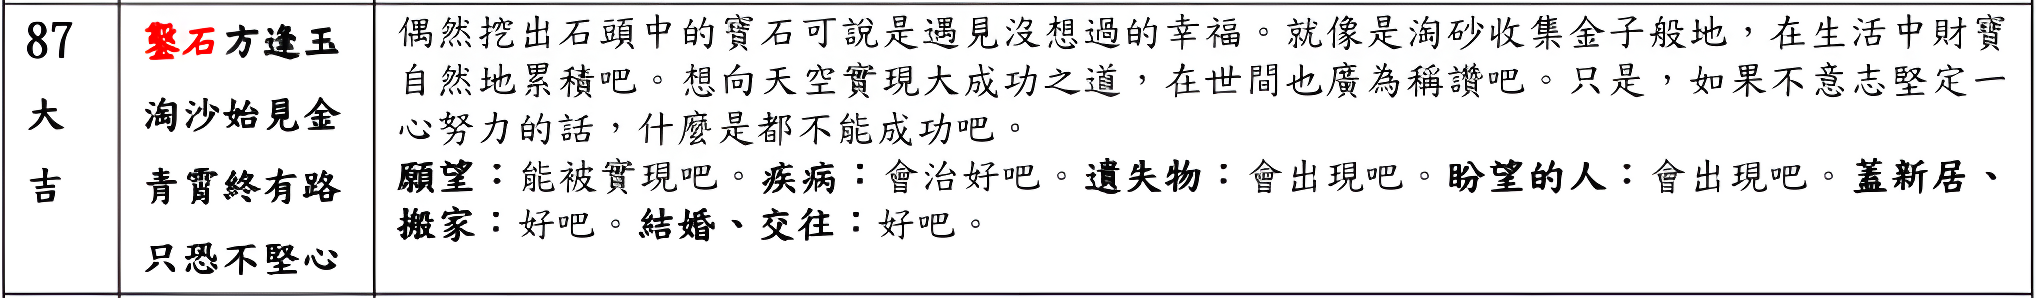 87
大
吉
鑿石方逢玉
淘沙始見金
青霄終有路
只恐不堅心
偶然挖出石頭中的寶石可說是遇見沒想過的幸福。就像是淘砂收集金子般地，在生活中財寶
自然地累積吧。想向天空實現大成功之道，在世間也廣為稱讚吧。只是，如果不意志堅定一
心努力的話，什麼是都不能成功吧。
願望：能被實現吧。疾病：會治好吧。遺失物：會出現吧。盼望的人：會出現吧。蓋新居、
搬家：好吧。結婚、交往：好吧。